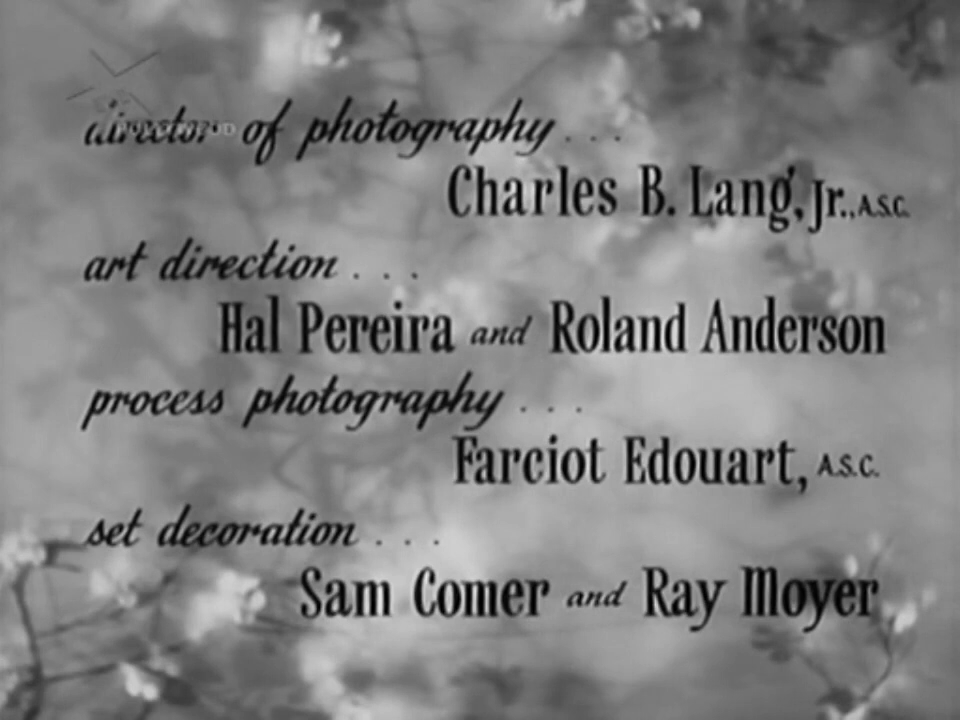 director of photography . . .
Charles B. Lang, Jr., A.S.C.
art direction . . .
Hal Pereira and Roland Anderson
process photography . . .
Farciot Edouart, A.S.C.
set decoration . . .
Sam Comer and Ray Moyer